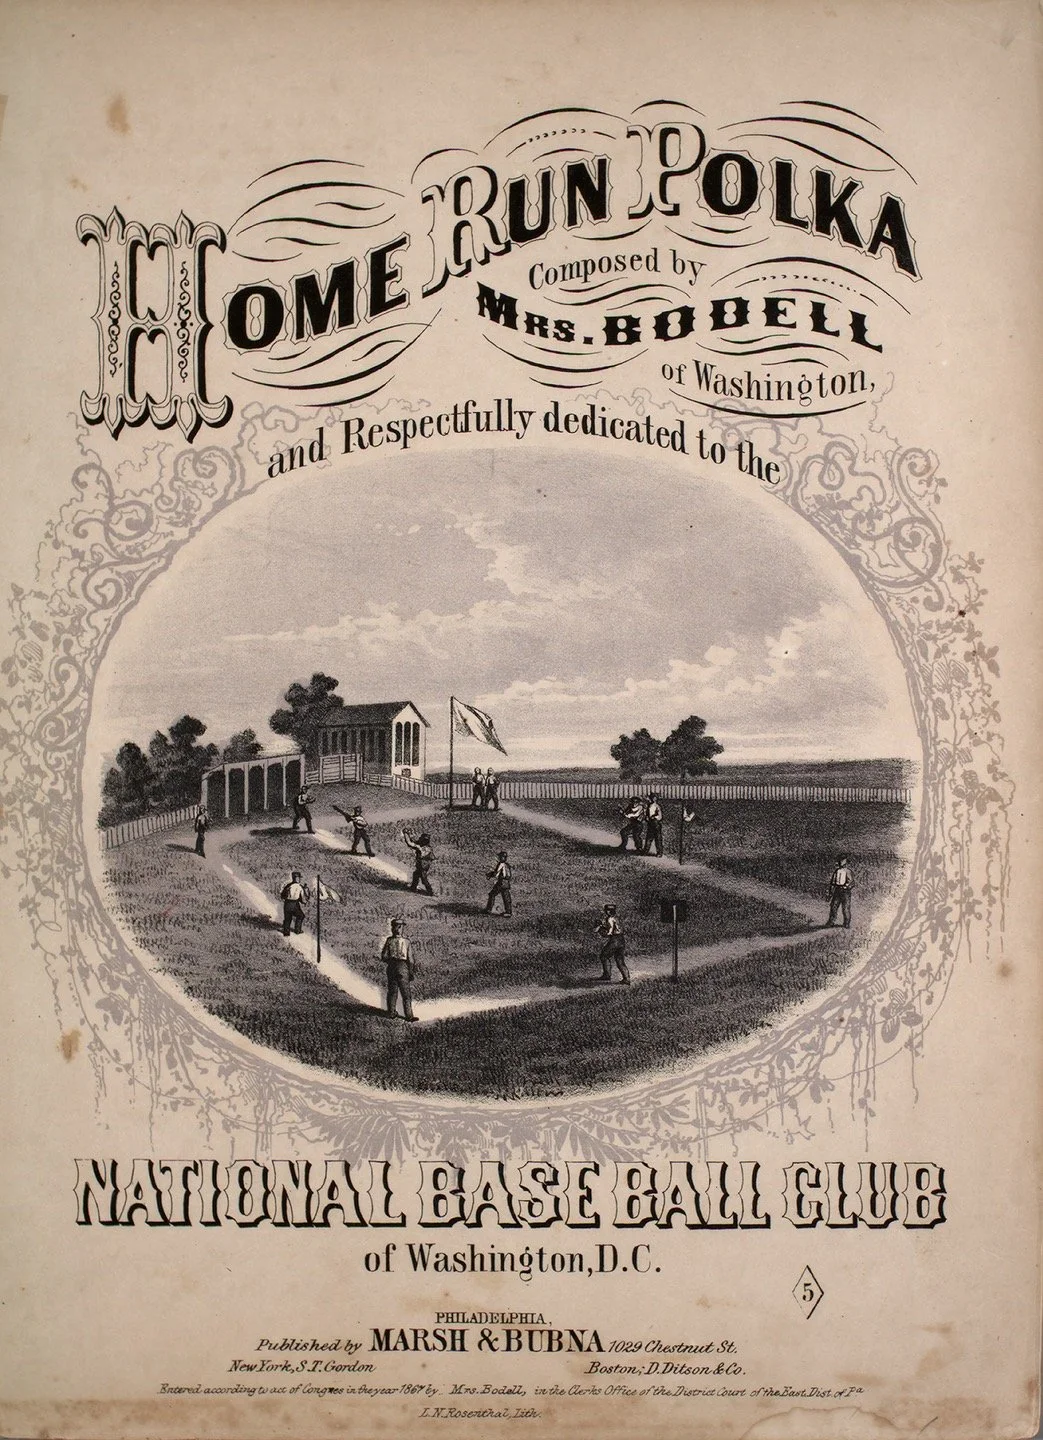 HOME RUN POLKA
Composed by
MRS. BODELL
of Washington,
and Respectfully dedicated to the
NATIONAL BASE BALL CLUB
of Washington, D.C.
5
PHILADELPHIA,
Published by MARSH & BUBNA 1029 Chestnut St.
New York, S.T. Gordon Boston; D. Ditson & Co.
Entered according to act of Congres in the year 1867 by Mrs. Bodell, in the Clerks Office of the District Court of the East. Dist. of Pa
L.N. Rosenthal, Lith.